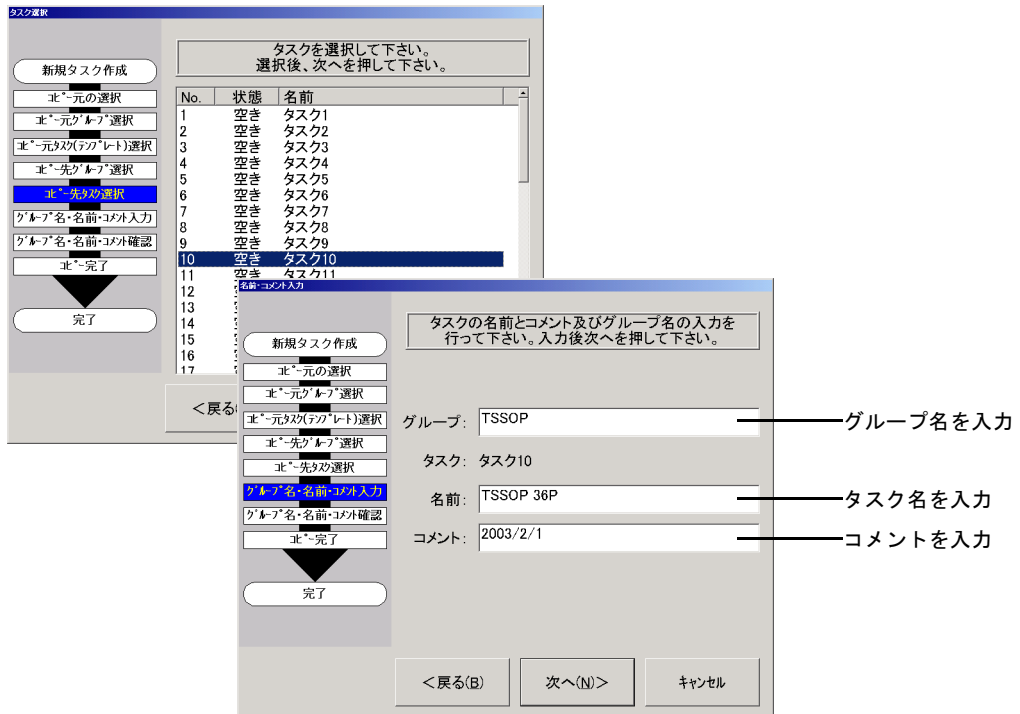 タスク選択
タスクを選択して下さい。
選択後、次へを押して下さい。
新規タスク作成
ｺﾋﾟｰ元の選択
ｺﾋﾟｰ元ｸﾞﾙｰﾌﾟ選択
ｺﾋﾟｰ元ﾀｽｸ(ﾃﾝﾌﾟﾚｰﾄ)選択
ｺﾋﾟｰ先ｸﾞﾙｰﾌﾟ選択
ｺﾋﾟｰ先ﾀｽｸ選択
ｸﾞﾙｰﾌﾟ名・名前・ｺﾒﾝﾄ入力
ｸﾞﾙｰﾌﾟ名・名前・ｺﾒﾝﾄ確認
ｺﾋﾟｰ完了
完了
No. 状態 名前
1 空き タスク1
2 空き タスク2
3 空き タスク3
4 空き タスク4
5 空き タスク5
6 空き タスク6
7 空き タスク7
8 空き タスク8
9 空き タスク9
10 空き タスク10
11 空き タスク11
12
13
14
15
16
17
＜戻る
名前・ｺﾒﾝﾄ入力
タスクの名前とコメント及びグループ名の入力を
行って下さい。入力後次へを押して下さい。
新規タスク作成
ｺﾋﾟｰ元の選択
ｺﾋﾟｰ元ｸﾞﾙｰﾌﾟ選択
ｺﾋﾟｰ元ﾀｽｸ(ﾃﾝﾌﾟﾚｰﾄ)選択
ｺﾋﾟｰ先ｸﾞﾙｰﾌﾟ選択
ｺﾋﾟｰ先ﾀｽｸ選択
ｸﾞﾙｰﾌﾟ名・名前・ｺﾒﾝﾄ入力
ｸﾞﾙｰﾌﾟ名・名前・ｺﾒﾝﾄ確認
ｺﾋﾟｰ完了
完了
グループ: TSSOP
グループ名を入力
タスク: タスク10
名前: TSSOP 36P
タスク名を入力
コメント: 2003/2/1
コメントを入力
＜戻る(B) 次へ(N)＞ ｷｬﾝｾﾙ